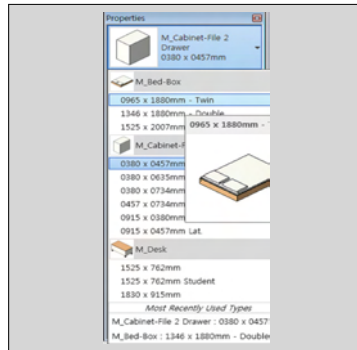 Properties
M_Cabinet-File 2
Drawer
0380 x 0457mm
M_Bed-Box
0965 x 1880mm - Twin
1346 x 1880mm - Double
1525 x 2007mm
0965 x 1880mm -
M_Cabinet-F
0380 x 0457mm
0380 x 0635mm
0380 x 0734mm
0457 x 0734mm
0915 x 0380mm
0915 x 0457mm Lat
M_Desk
1525 x 762mm
1525 x 762mm Student
1830 x 915mm
Most Recently Used Types
M_Cabinet-File 2 Drawer : 0380 x 0457
M_Bed-Box : 1346 x 1880mm - Double